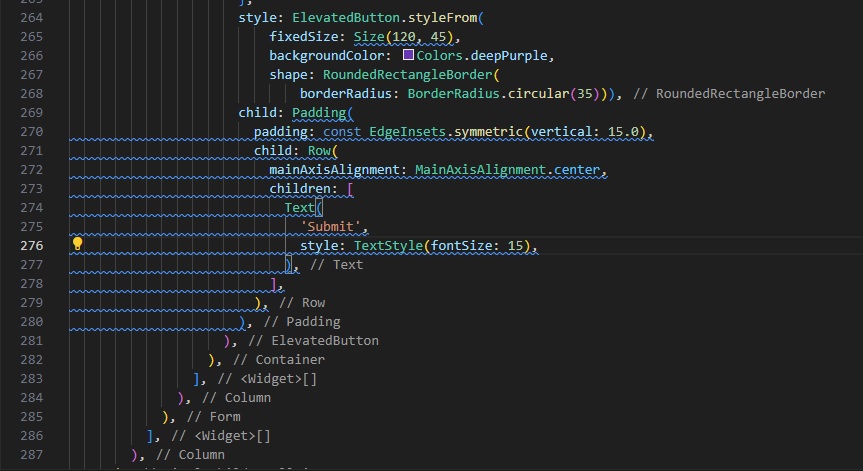 264 style: ElevatedButton.styleFrom(
265 fixedSize: Size(120, 45),
266 backgroundColor: Colors.deepPurple,
267 shape: RoundedRectangleBorder(
268 borderRadius: BorderRadius.circular(35))), // RoundedRectangleBorder
269 child: Padding(
270 padding: const EdgeInsets.symmetric(vertical: 15.0),
271 child: Row(
272 mainAxisAlignment: MainAxisAlignment.center,
273 children: [
274 Text(
275 'Submit',
276 style: TextStyle(fontSize: 15),
277 ), // Text
278 ],
279 ), // Row
280 ), // Padding
281 ), // ElevatedButton
282 ), // Container
283 ], // <Widget>[]
284 ), // Column
285 ), // Form
286 ], // <Widget>[]
287 ), // Column